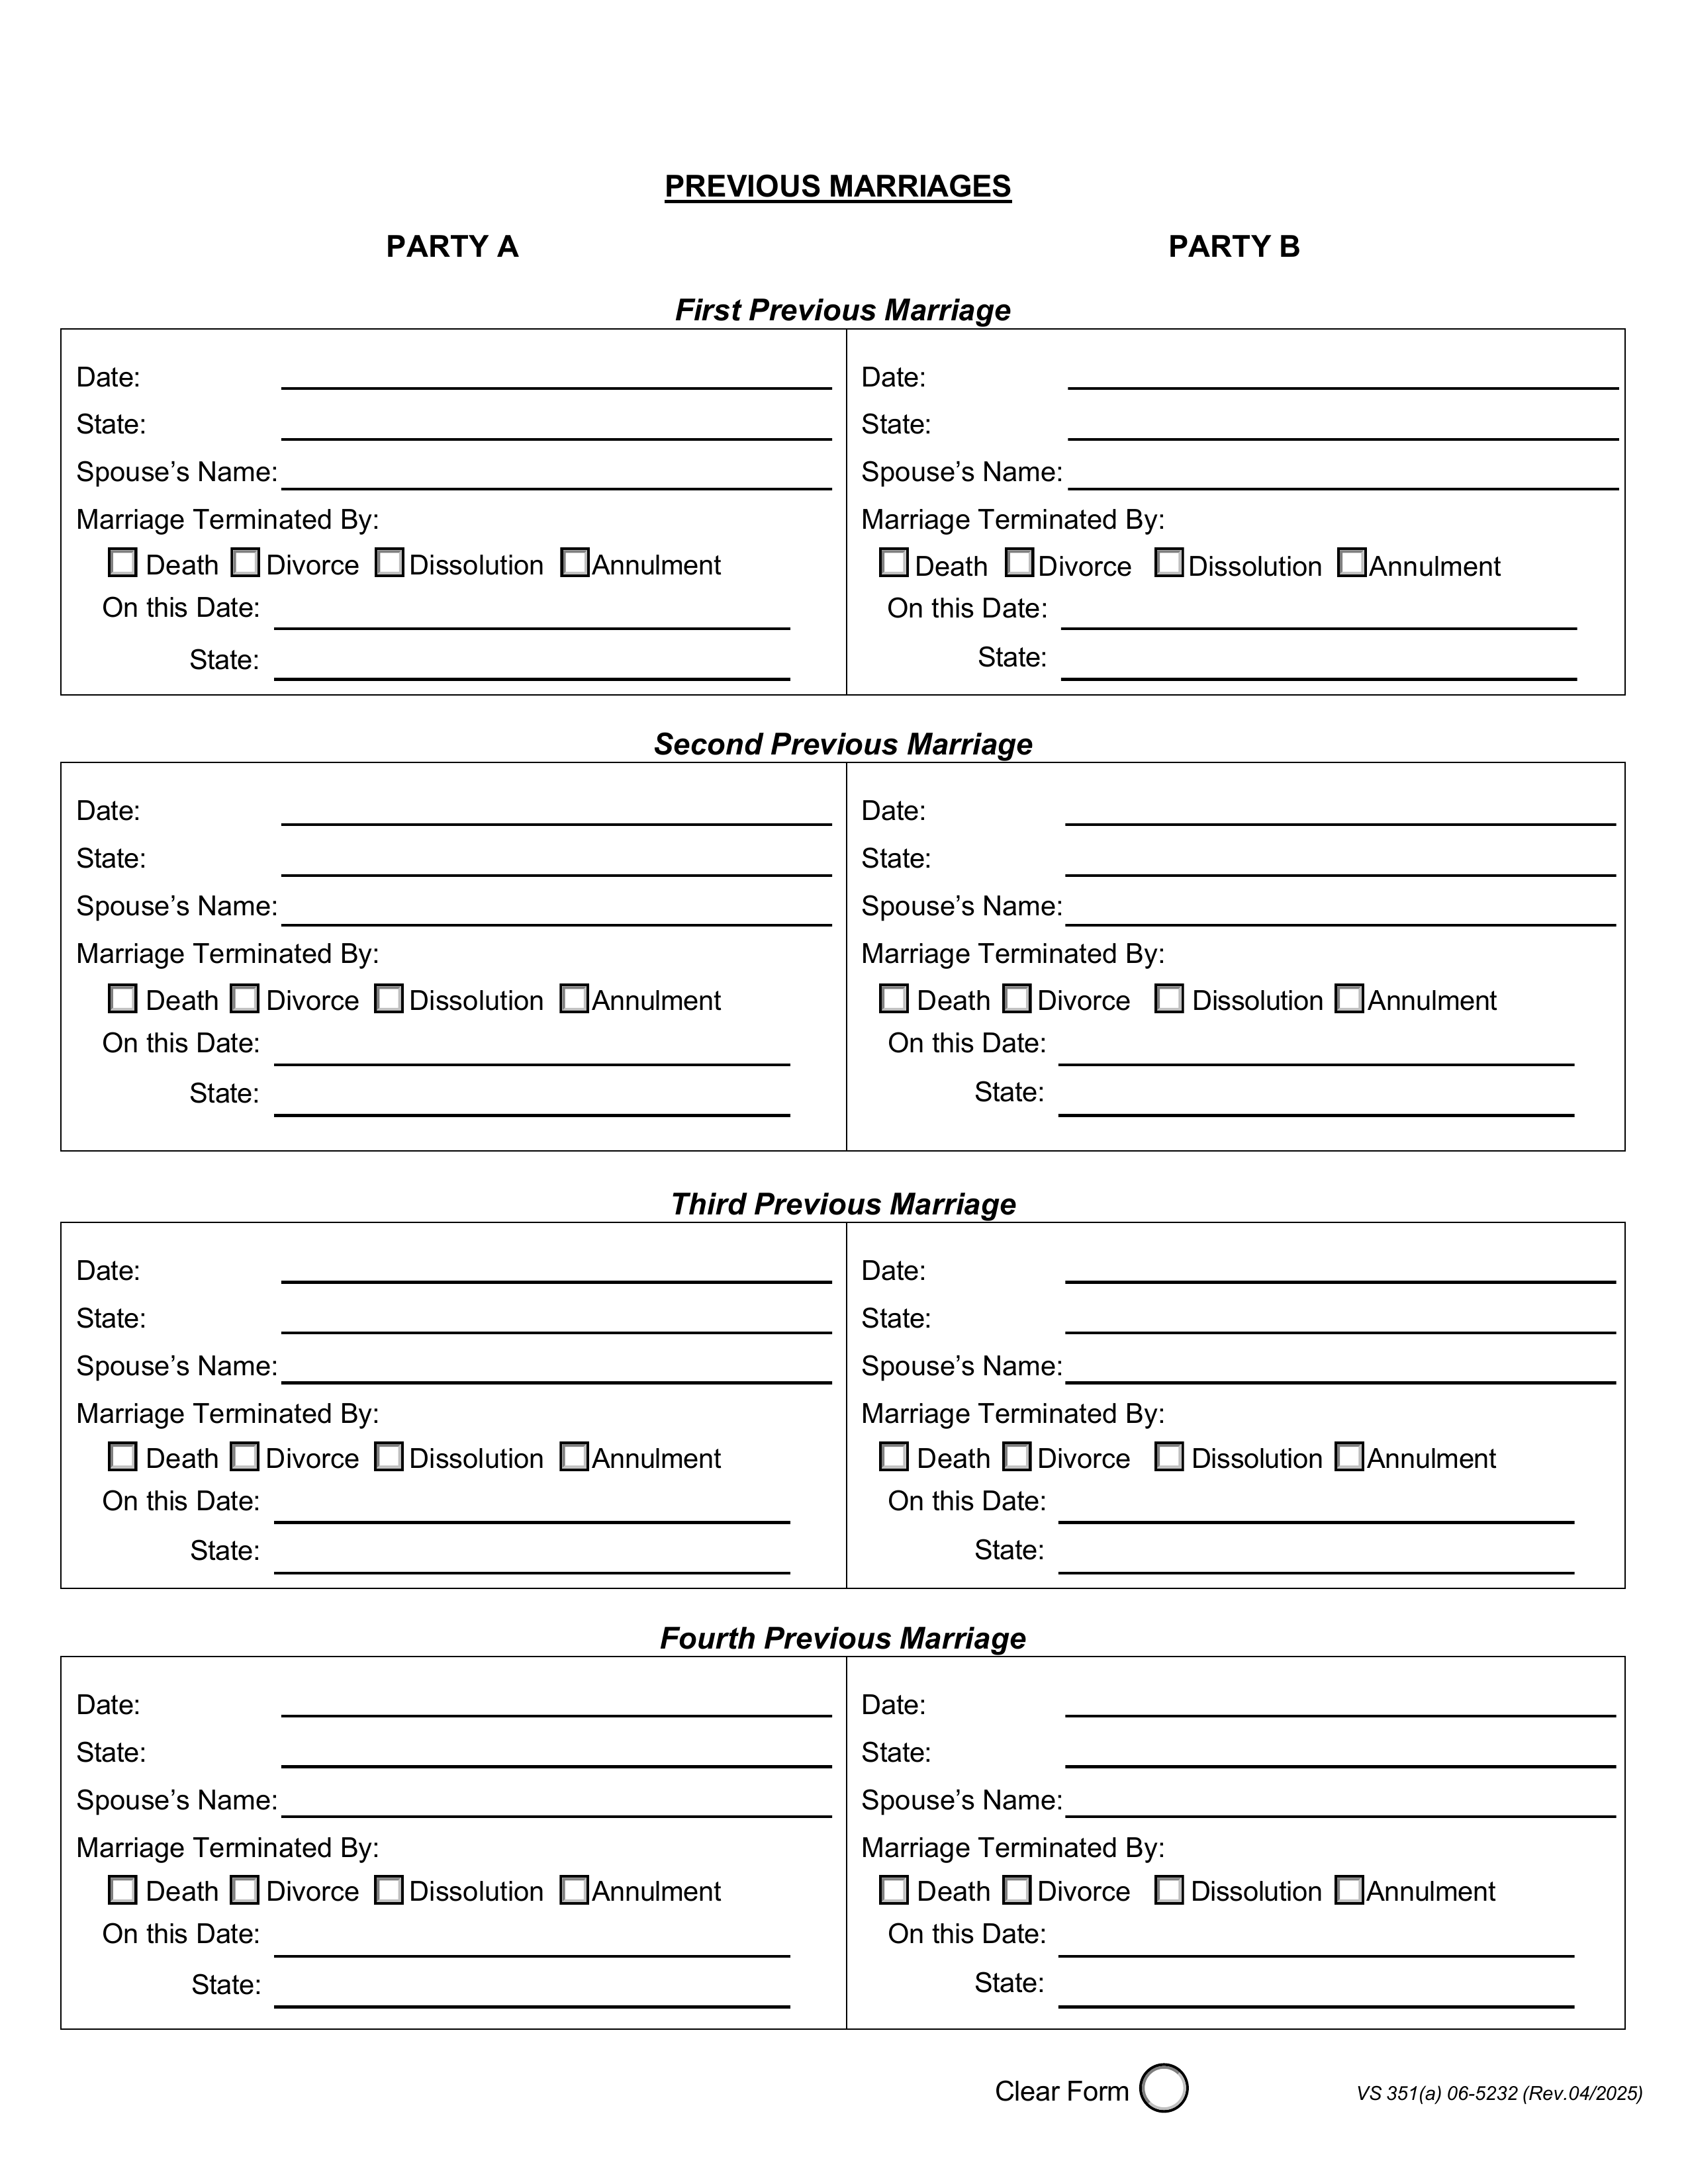 PREVIOUS MARRIAGES
PARTY A PARTY B
First Previous Marriage
Date: Date:
State: State:
Spouse’s Name: Spouse’s Name:
Marriage Terminated By: Marriage Terminated By:
Death Divorce Dissolution Annulment Death Divorce Dissolution Annulment
On this Date: On this Date:
State: State:
Second Previous Marriage
Date: Date:
State: State:
Spouse’s Name: Spouse’s Name:
Marriage Terminated By: Marriage Terminated By:
Death Divorce Dissolution Annulment Death Divorce Dissolution Annulment
On this Date: On this Date:
State: State:
Third Previous Marriage
Date: Date:
State: State:
Spouse’s Name: Spouse’s Name:
Marriage Terminated By: Marriage Terminated By:
Death Divorce Dissolution Annulment Death Divorce Dissolution Annulment
On this Date: On this Date:
State: State:
Fourth Previous Marriage
Date: Date:
State: State:
Spouse’s Name: Spouse’s Name:
Marriage Terminated By: Marriage Terminated By:
Death Divorce Dissolution Annulment Death Divorce Dissolution Annulment
On this Date: On this Date:
State: State:
Clear Form VS 351(a) 06-5232 (Rev.04/2025)